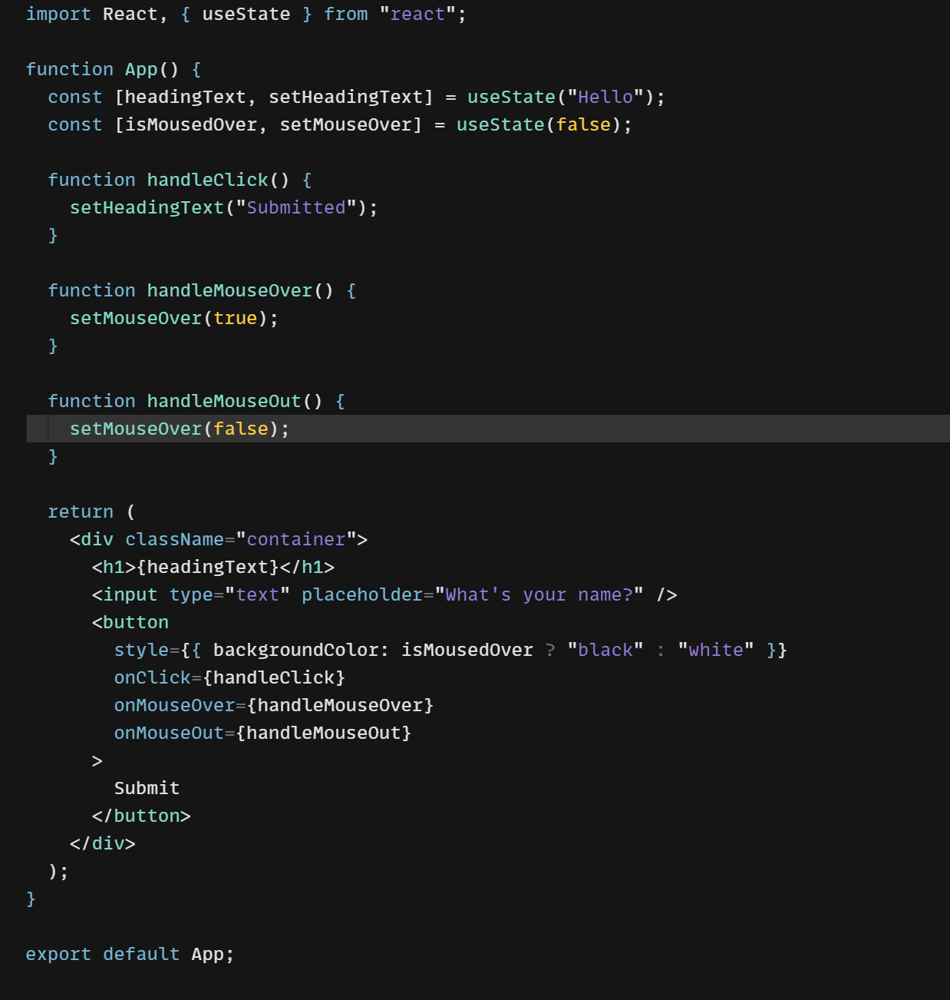 import React, { useState } from "react";
function App() {
const [headingText, setHeadingText] = useState("Hello");
const [isMousedOver, setMouseOver] = useState(false);
function handleClick() {
setHeadingText("Submitted");
}
function handleMouseOver() {
setMouseOver(true);
}
function handleMouseOut() {
setMouseOver(false);
}
return (
<div className="container">
<h1>{headingText}</h1>
<input type="text" placeholder="What's your name?" />
<button
style={{ backgroundColor: isMousedOver ? "black" : "white" }}
onClick={handleClick}
onMouseOver={handleMouseOver}
onMouseOut={handleMouseOut}
>
Submit
</button>
</div>
);
}
export default App;